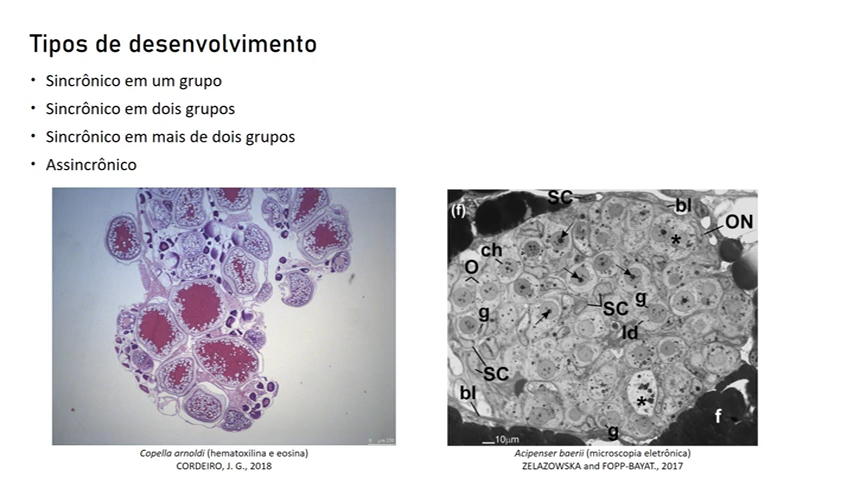 Tipos de desenvolvimento
• Sincrônico em um grupo
• Sincrônico em dois grupos
• Sincrônico em mais de dois grupos
• Assincrônico
(f)
SC
bl
ON
*
ch
O
g
SC
g
ld
SC
bl
*
f
g
10µm
Copella arnoldi (hematoxilina e eosina)
CORDEIRO, J. G., 2018
Acipenser baerii (microscopia eletrônica)
ZELAZOWSKA and FOPP-BAYAT., 2017